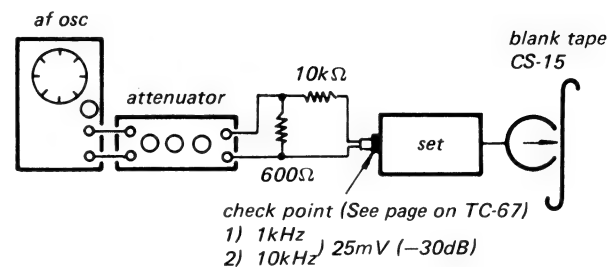 af osc
attenuator
10kΩ
600Ω
set
blank tape
CS-15
check point (See page on TC-67)
1) 1kHz
2) 10kHz ) 25mV (−30dB)